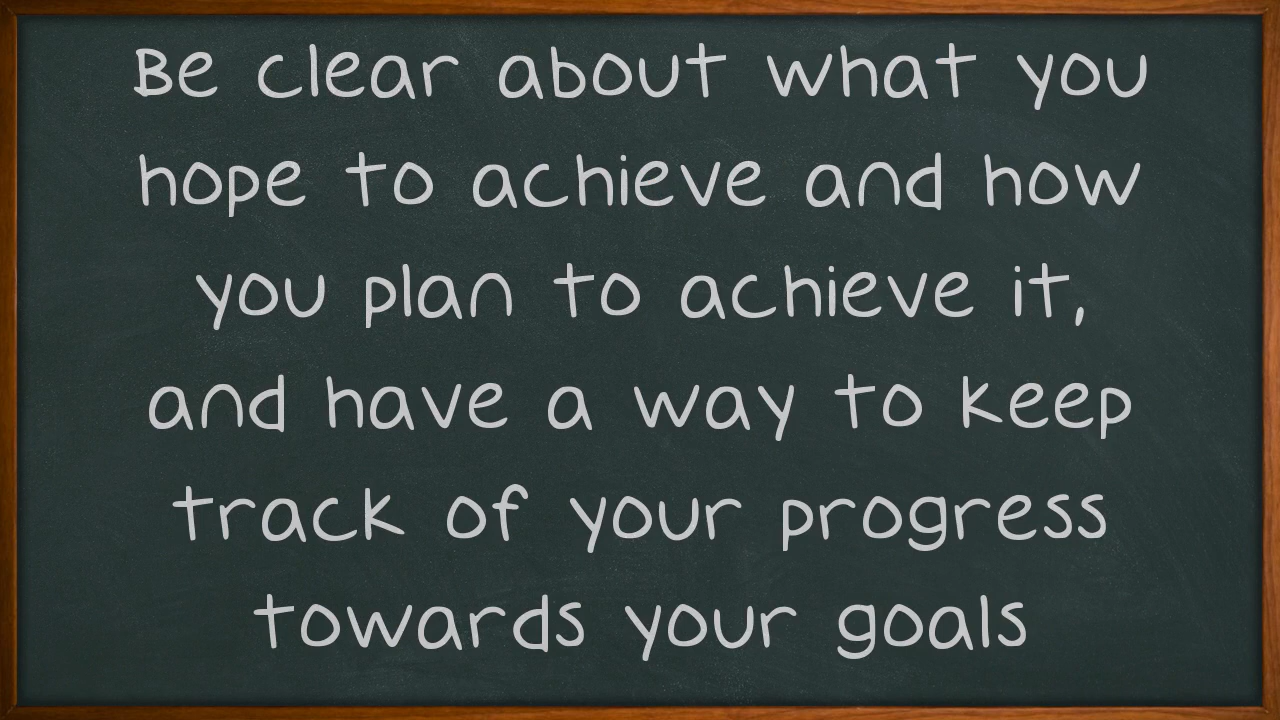 Be clear about what you
hope to achieve and how
you plan to achieve it,
and have a way to keep
track of your progress
towards your goals